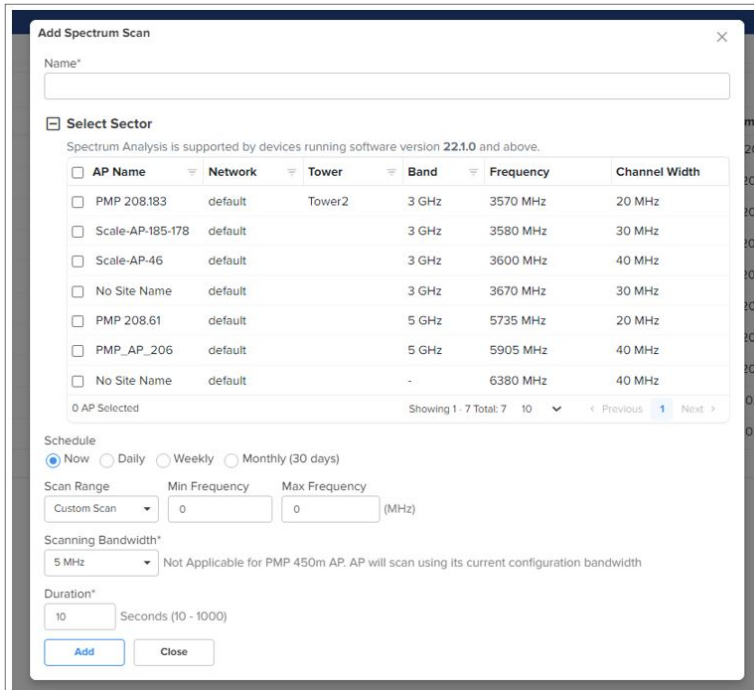 Add Spectrum Scan
Name*
Select Sector
Spectrum Analysis is supported by devices running software version 22.1.0 and above.
AP Name Network Tower Band Frequency Channel Width
PMP 208.183 default Tower2 3 GHz 3570 MHz 20 MHz
Scale-AP-185-178 default 3 GHz 3580 MHz 30 MHz
Scale-AP-46 default 3 GHz 3600 MHz 40 MHz
No Site Name default 3 GHz 3670 MHz 30 MHz
PMP 208.61 default 5 GHz 5735 MHz 20 MHz
PMP_AP_206 default 5 GHz 5905 MHz 40 MHz
No Site Name default - 6380 MHz 40 MHz
0 AP Selected Showing 1 - 7 Total: 7 10 < Previous 1 Next >
Schedule
Now Daily Weekly Monthly (30 days)
Scan Range Min Frequency Max Frequency
Custom Scan 0 0 (MHz)
Scanning Bandwidth*
5 MHz Not Applicable for PMP 450m AP. AP will scan using its current configuration bandwidth
Duration*
10 Seconds (10 - 1000)
Add Close